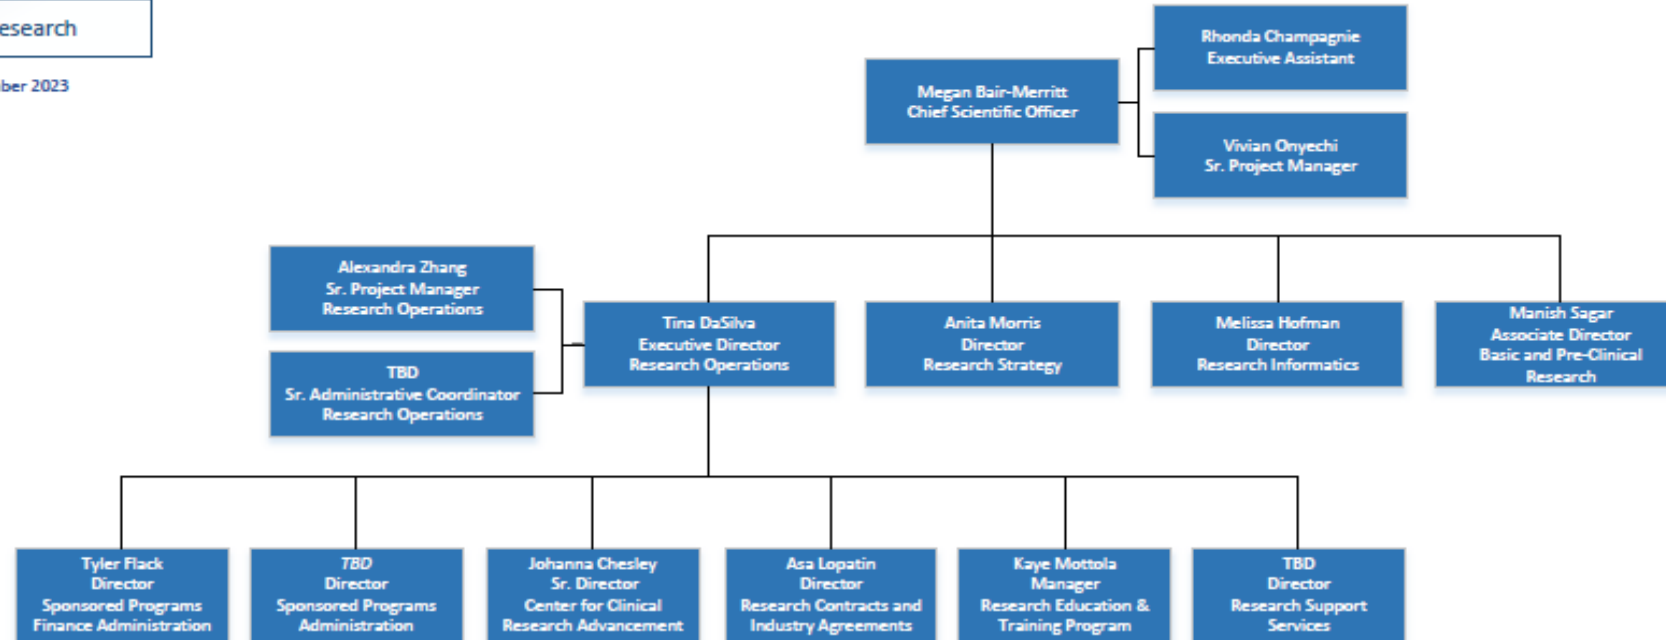 esearch
ber 2023
Rhonda Champagnie
Executive Assistant
Megan Bair-Merritt
Chief Scientific Officer
Vivian Onyechi
Sr. Project Manager
Alexandra Zhang
Sr. Project Manager
Research Operations
TBD
Sr. Administrative Coordinator
Research Operations
Tina DaSilva
Executive Director
Research Operations
Anita Morris
Director
Research Strategy
Melissa Hofman
Director
Research Informatics
Manish Sagar
Associate Director
Basic and Pre-Clinical
Research
Tyler Flack
Director
Sponsored Programs
Finance Administration
TBD
Director
Sponsored Programs
Administration
Johanna Chesley
Sr. Director
Center for Clinical
Research Advancement
Asa Lopatin
Director
Research Contracts and
Industry Agreements
Kaye Mottola
Manager
Research Education &
Training Program
TBD
Director
Research Support
Services